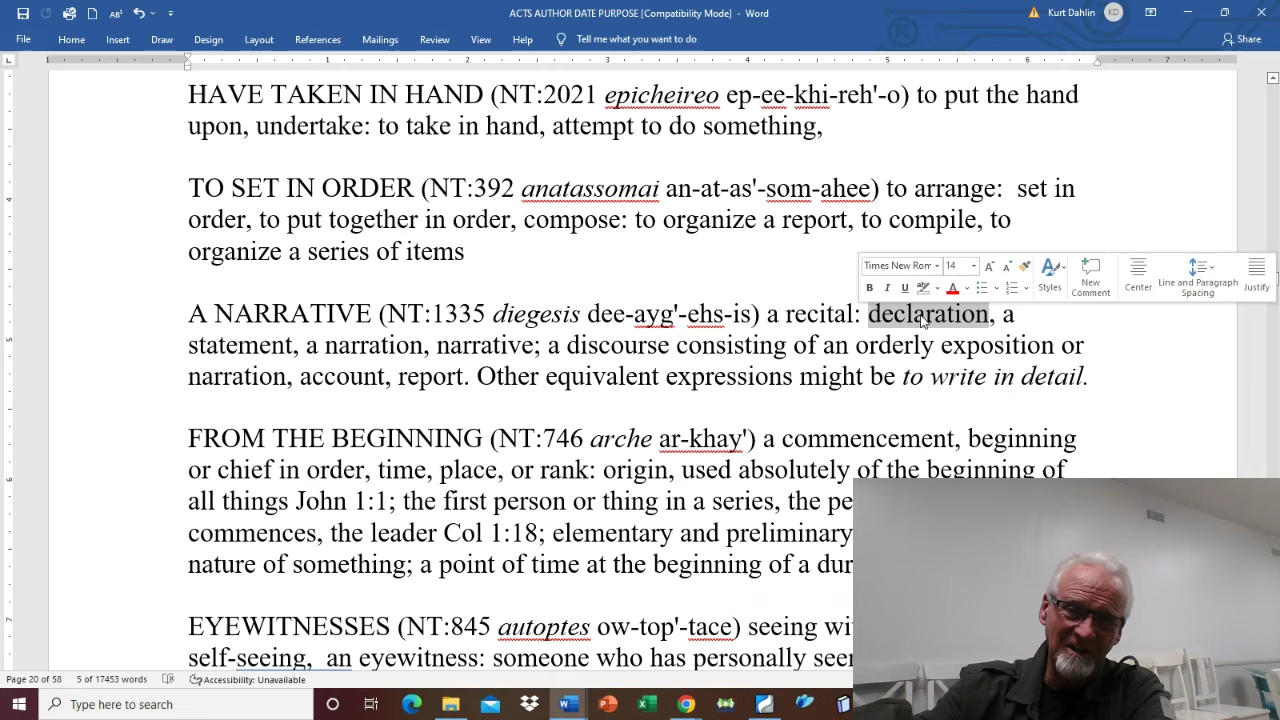 ACTS AUTHOR DATE PURPOSE [Compatibility Mode] - Word
Kurt Dahlin
KD
File
Home
Insert
Draw
Design
Layout
References
Mailings
Review
View
Help
Tell me what you want to do
Share
HAVE TAKEN IN HAND (NT:2021 epicheireo ep-ee-khi-reh'-o) to put the hand
upon, undertake: to take in hand, attempt to do something,
TO SET IN ORDER (NT:392 anatassomai an-at-as'-som-ahee) to arrange: set in
order, to put together in order, compose: to organize a report, to compile, to
organize a series of items
Times New Rom
14
Styles
New Comment
Center
Line and Paragraph Spacing
Justify
A NARRATIVE (NT:1335 diegesis dee-ayg'-ehs-is) a recital: declaration, a
statement, a narration, narrative; a discourse consisting of an orderly exposition or
narration, account, report. Other equivalent expressions might be to write in detail.
FROM THE BEGINNING (NT:746 arche ar-khay') a commencement, beginning
or chief in order, time, place, or rank: origin, used absolutely of the beginning of
all things John 1:1; the first person or thing in a series, the
commences, the leader Col 1:18; elementary and preliminary
nature of something; a point of time at the beginning of a
EYEWITNESSES (NT:845 autoptes ow-top'-tace) seeing
self-seeing, an eyewitness: someone who has personally
Page 20 of 58
5 of 17453 words
Accessibility: Unavailable
Type here to search